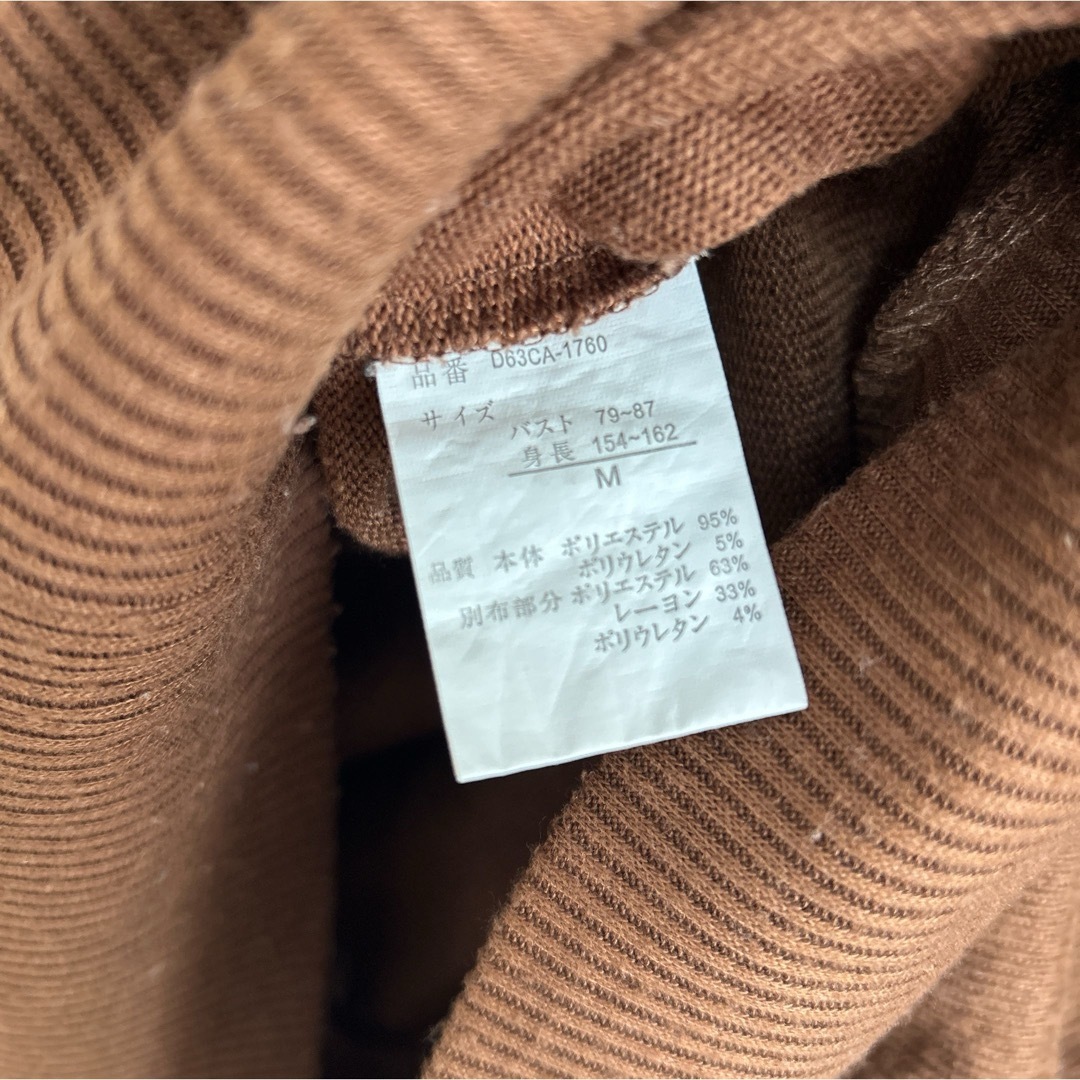 品番 D63CA-1760
サイズ バスト 79~87
身長 154~162
M
品質 本体 ポリエステル 95%
ポリウレタン 5%
別布部分 ポリエステル 63%
レーヨン 33%
ポリウレタン 4%